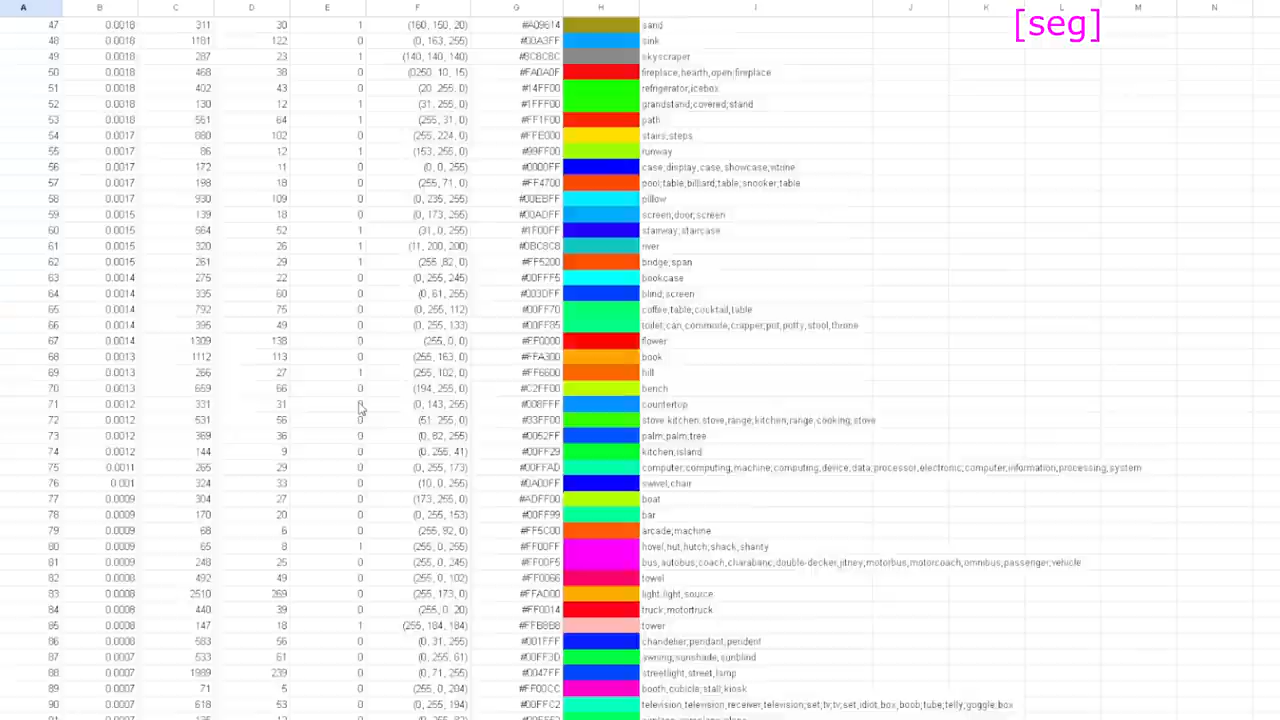 A B C D E F G H I J K L M N
[seg]
47 0.0018 311 30 1 (160, 150, 20) #A09614 sand
48 0.0018 1181 122 0 (0, 163, 255) #00A3FF sink
49 0.0018 287 23 1 (140, 140, 140) #8C8C8C skyscraper
50 0.0018 468 38 0 (0250 10, 15) #FA0A0F fireplace;hearth;open;fireplace
51 0.0018 402 43 0 (20, 255, 0) #14FF00 refrigerator;icebox
52 0.0018 130 12 1 (31, 255, 0) #1FFF00 grandstand;covered;stand
53 0.0018 561 64 1 (255, 31, 0) #FF1F00 path
54 0.0017 880 102 0 (255, 224, 0) #FFE000 stairs;steps
55 0.0017 86 12 1 (153, 255, 0) #99FF00 runway
56 0.0017 172 11 0 (0, 0, 255) #0000FF case;display;case;showcase;vitrine
57 0.0017 198 18 0 (255, 71, 0) #FF4700 pool;table;billiard;table;snooker;table
58 0.0017 930 109 0 (0, 235, 255) #00EBFF pillow
59 0.0015 139 18 0 (0, 173, 255) #00ADFF screen;door;screen
60 0.0015 564 52 1 (31, 0, 255) #1F00FF stairway;staircase
61 0.0015 320 26 1 (11, 200, 200) #0BC8C8 river
62 0.0015 261 29 1 (255 ,82, 0) #FF5200 bridge;span
63 0.0014 275 22 0 (0, 255, 245) #00FFF5 bookcase
64 0.0014 335 60 0 (0, 61, 255) #003DFF blind;screen
65 0.0014 792 75 0 (0, 255, 112) #00FF70 coffee;table;cocktail;table
66 0.0014 395 49 0 (0, 255, 133) #00FF85 toilet;can;commode;crapper;pot;potty;stool;throne
67 0.0014 1309 138 0 (255, 0, 0) #FF0000 flower
68 0.0013 1112 113 0 (255, 163, 0) #FFA300 book
69 0.0013 266 27 1 (255, 102, 0) #FF6600 hill
70 0.0013 659 66 0 (194, 255, 0) #C2FF00 bench
71 0.0012 331 31 0 (0, 143, 255) #008FFF countertop
72 0.0012 531 56 0 (51, 255, 0) #33FF00 stove;kitchen;stove;range;kitchen;range;cooking;stove
73 0.0012 369 36 0 (0, 82, 255) #0052FF palm;palm;tree
74 0.0012 144 9 0 (0, 255, 41) #00FF29 kitchen;island
75 0.0011 265 29 0 (0, 255, 173) #00FFAD computer;computing;machine;computing;device;data;processor;electronic;computer;information;processing;system
76 0.001 324 33 0 (10, 0, 255) #0A00FF swivel;chair
77 0.0009 304 27 0 (173, 255, 0) #ADFF00 boat
78 0.0009 170 20 0 (0, 255, 153) #00FF99 bar
79 0.0009 68 6 0 (255, 92, 0) #FF5C00 arcade;machine
80 0.0009 65 8 1 (255, 0, 255) #FF00FF hovel;hut;hutch;shack;shanty
81 0.0009 248 25 0 (255, 0, 245) #FF00F5 bus;autobus;coach;charabanc;double-decker;jitney;motorbus;motorcoach;omnibus;passenger;vehicle
82 0.0008 492 49 0 (255, 0, 102) #FF0066 towel
83 0.0008 2510 269 0 (255, 173, 0) #FFAD00 light;light;source
84 0.0008 440 39 0 (255, 0, 20) #FF0014 truck;motortruck
85 0.0008 147 18 1 (255, 184, 184) #FFB8B8 tower
86 0.0008 583 56 0 (0, 31, 255) #001FFF chandelier;pendant;pendent
87 0.0007 533 61 0 (0, 255, 61) #00FF3D awning;sunshade;sunblind
88 0.0007 1989 239 0 (0, 71, 255) #0047FF streetlight;street;lamp
89 0.0007 71 5 0 (255, 0, 204) #FF00CC booth;cubicle;stall;kiosk
90 0.0007 618 53 0 (0, 255, 194) #00FFC2 television;television;receiver;television;set;tv;tv;set;idiot;box;boob;tube;telly;goggle;box